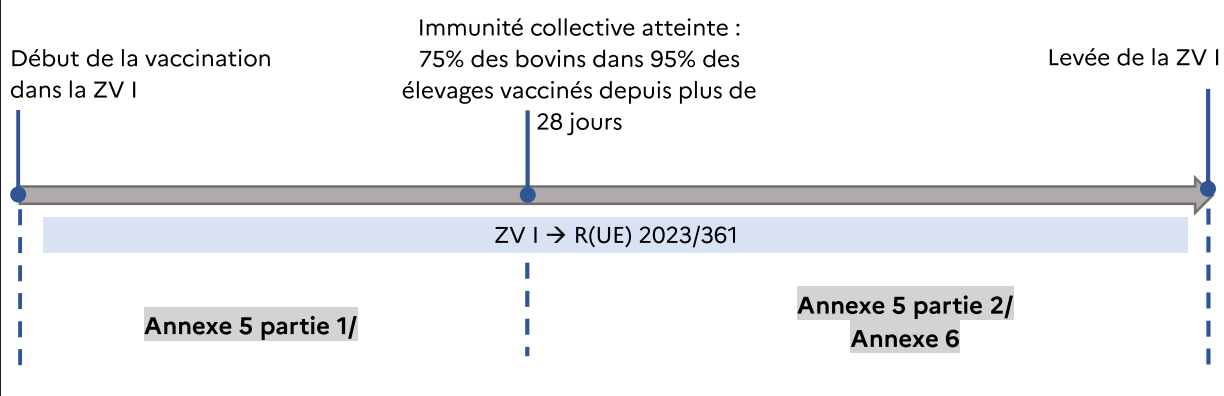 Début de la vaccination
dans la ZV I
Immunité collective atteinte :
75% des bovins dans 95% des
élevages vaccinés depuis plus de
28 jours
Levée de la ZV I
ZV I → R(UE) 2023/361
Annexe 5 partie 1/
Annexe 5 partie 2/
Annexe 6